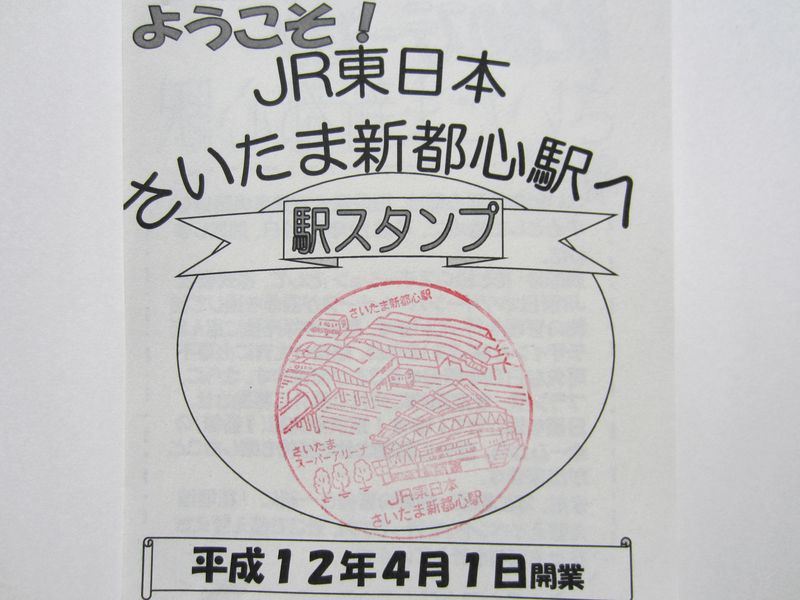 ようこそ！
JR東日本
さいたま新都心駅へ
駅スタンプ
さいたま新都心駅
さいたま
スーパーアリーナ
JR東日本
さいたま新都心駅
平成12年4月1日開業